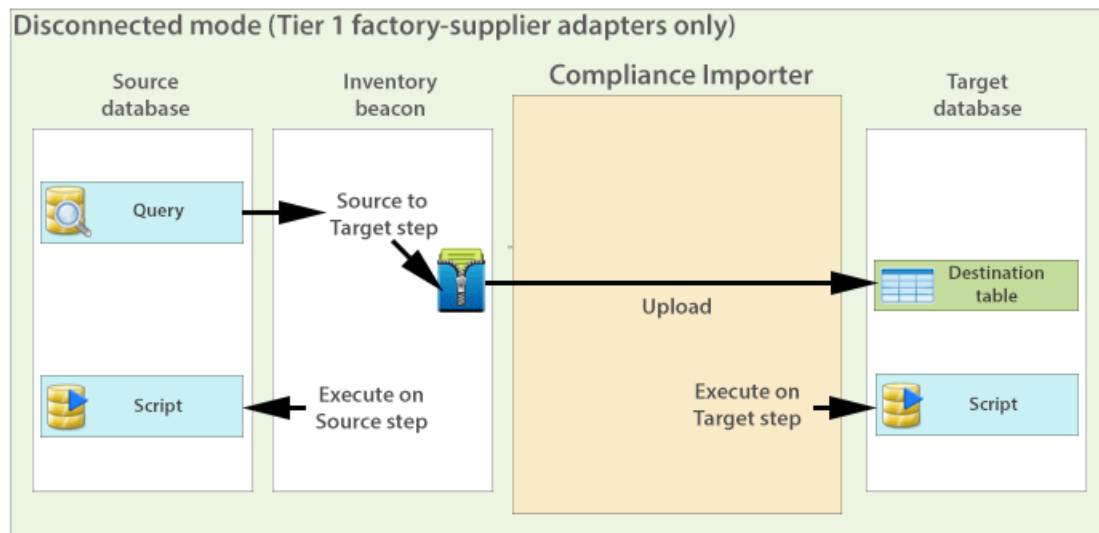 Disconnected mode (Tier 1 factory-supplier adapters only)
Source
database
Inventory
beacon
Compliance Importer
Target
database
Query
Source to
Target step
Destination
table
Upload
Script
Execute on
Source step
Execute on
Target step
Script